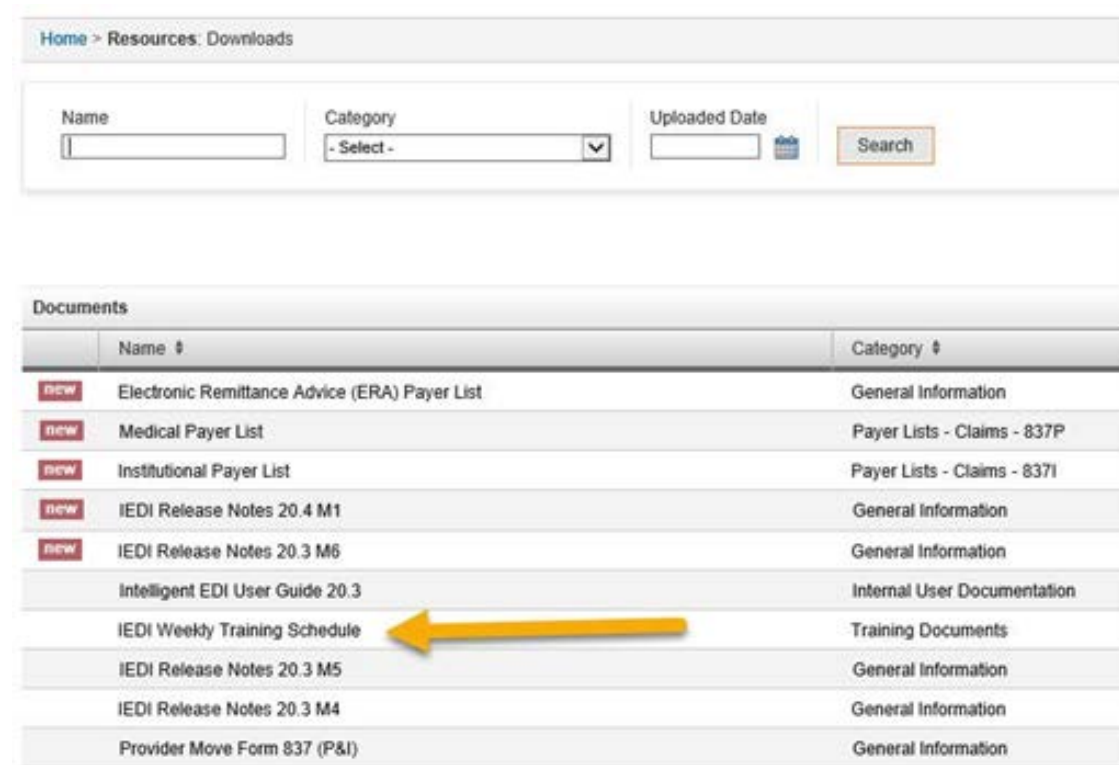 Home > Resources: Downloads
Name Category Uploaded Date
- Select - Search
Documents
Name Category
new Electronic Remittance Advice (ERA) Payer List General Information
new Medical Payer List Payer Lists - Claims - 837P
new Institutional Payer List Payer Lists - Claims - 837I
new IEDI Release Notes 20.4 M1 General Information
new IEDI Release Notes 20.3 M6 General Information
Intelligent EDI User Guide 20.3 Internal User Documentation
IEDI Weekly Training Schedule Training Documents
IEDI Release Notes 20.3 M5 General Information
IEDI Release Notes 20.3 M4 General Information
Provider Move Form 837 (P&I) General Information